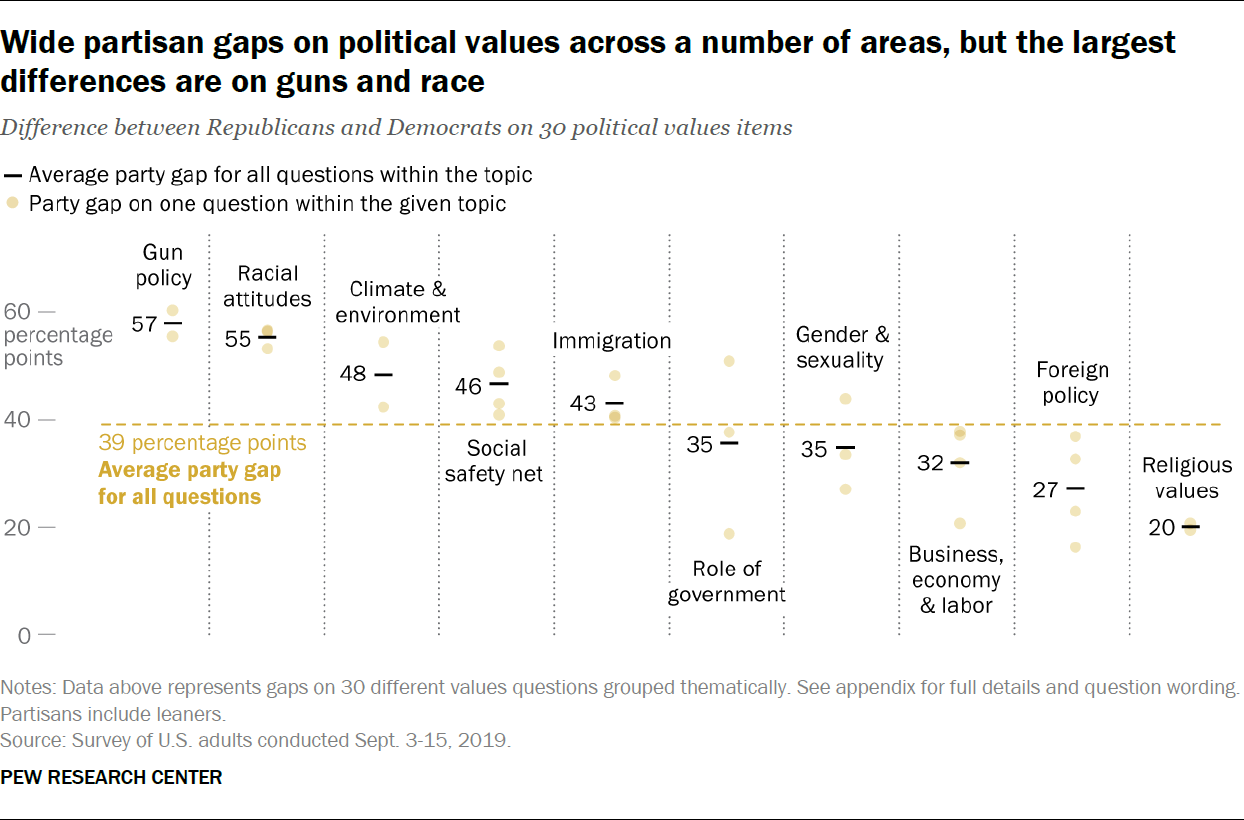 Wide partisan gaps on political values across a number of areas, but the largest
differences are on guns and race
Difference between Republicans and Democrats on 30 political values items
Average party gap for all questions within the topic
Party gap on one question within the given topic
60
percentage
points
40
20
0
Gun
policy
57
Racial
attitudes
55
Climate &
environment
48
46
Social
safety net
Immigration
43
35
Role of
government
Gender &
sexuality
35
32
Business,
economy
& labor
Foreign
policy
27
Religious
values
20
39 percentage points
Average party gap
for all questions
Notes: Data above represents gaps on 30 different values questions grouped thematically. See appendix for full details and question wording.
Partisans include leaners.
Source: Survey of U.S. adults conducted Sept. 3-15, 2019.
PEW RESEARCH CENTER